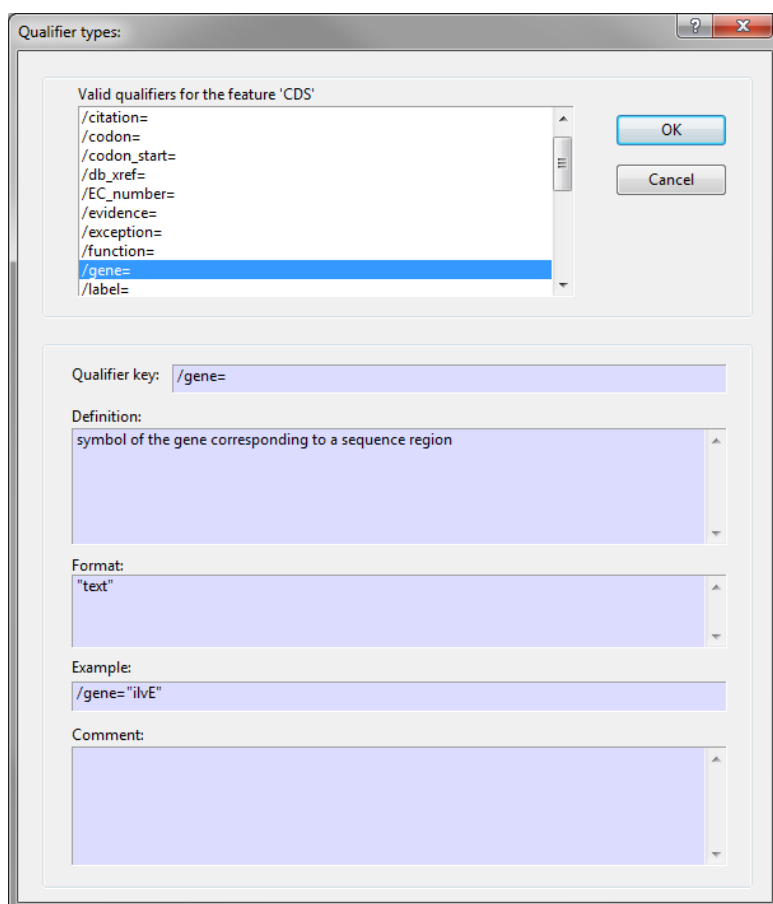 Qualifier types:
?
X
Valid qualifiers for the feature 'CDS'
/citation=
/codon=
/codon_start=
/db_xref=
/EC_number=
/evidence=
/exception=
/function=
/gene=
/label=
OK
Cancel
Qualifier key:
/gene=
Definition:
symbol of the gene corresponding to a sequence region
Format:
"text"
Example:
/gene="ilvE"
Comment: